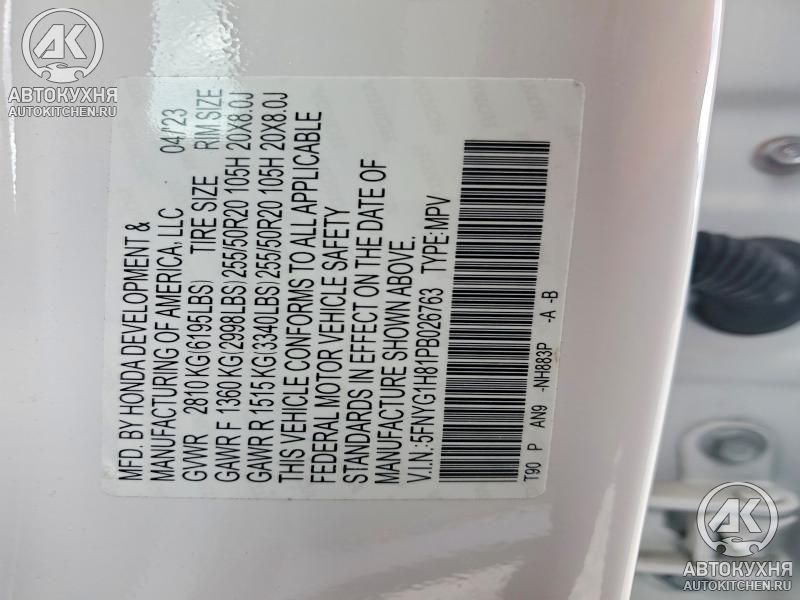 MFD. BY HONDA DEVELOPMENT &
MANUFACTURING OF AMERICA, LLC 04/'23
GVWR 2810 KG(6195LBS) TIRE SIZE RIM SIZE
GAWR F 1360 KG(2998LBS)255/50R20 105H 20X8.0J
GAWR R 1515 KG(3340LBS)255/50R20 105H 20X8.0J
THIS VEHICLE CONFORMS TO ALL APPLICABLE
FEDERAL MOTOR VEHICLE SAFETY
STANDARDS IN EFFECT ON THE DATE OF
MANUFACTURE SHOWN ABOVE.
V.I.N.:5FNYG1H81PB026763 TYPE:MPV
T90 P AN9 -NH883P -A -B
АК
АВТОКУХНЯ
AUTOKITCHEN.RU
АК
АВТОКУХНЯ
AUTOKITCHEN.RU